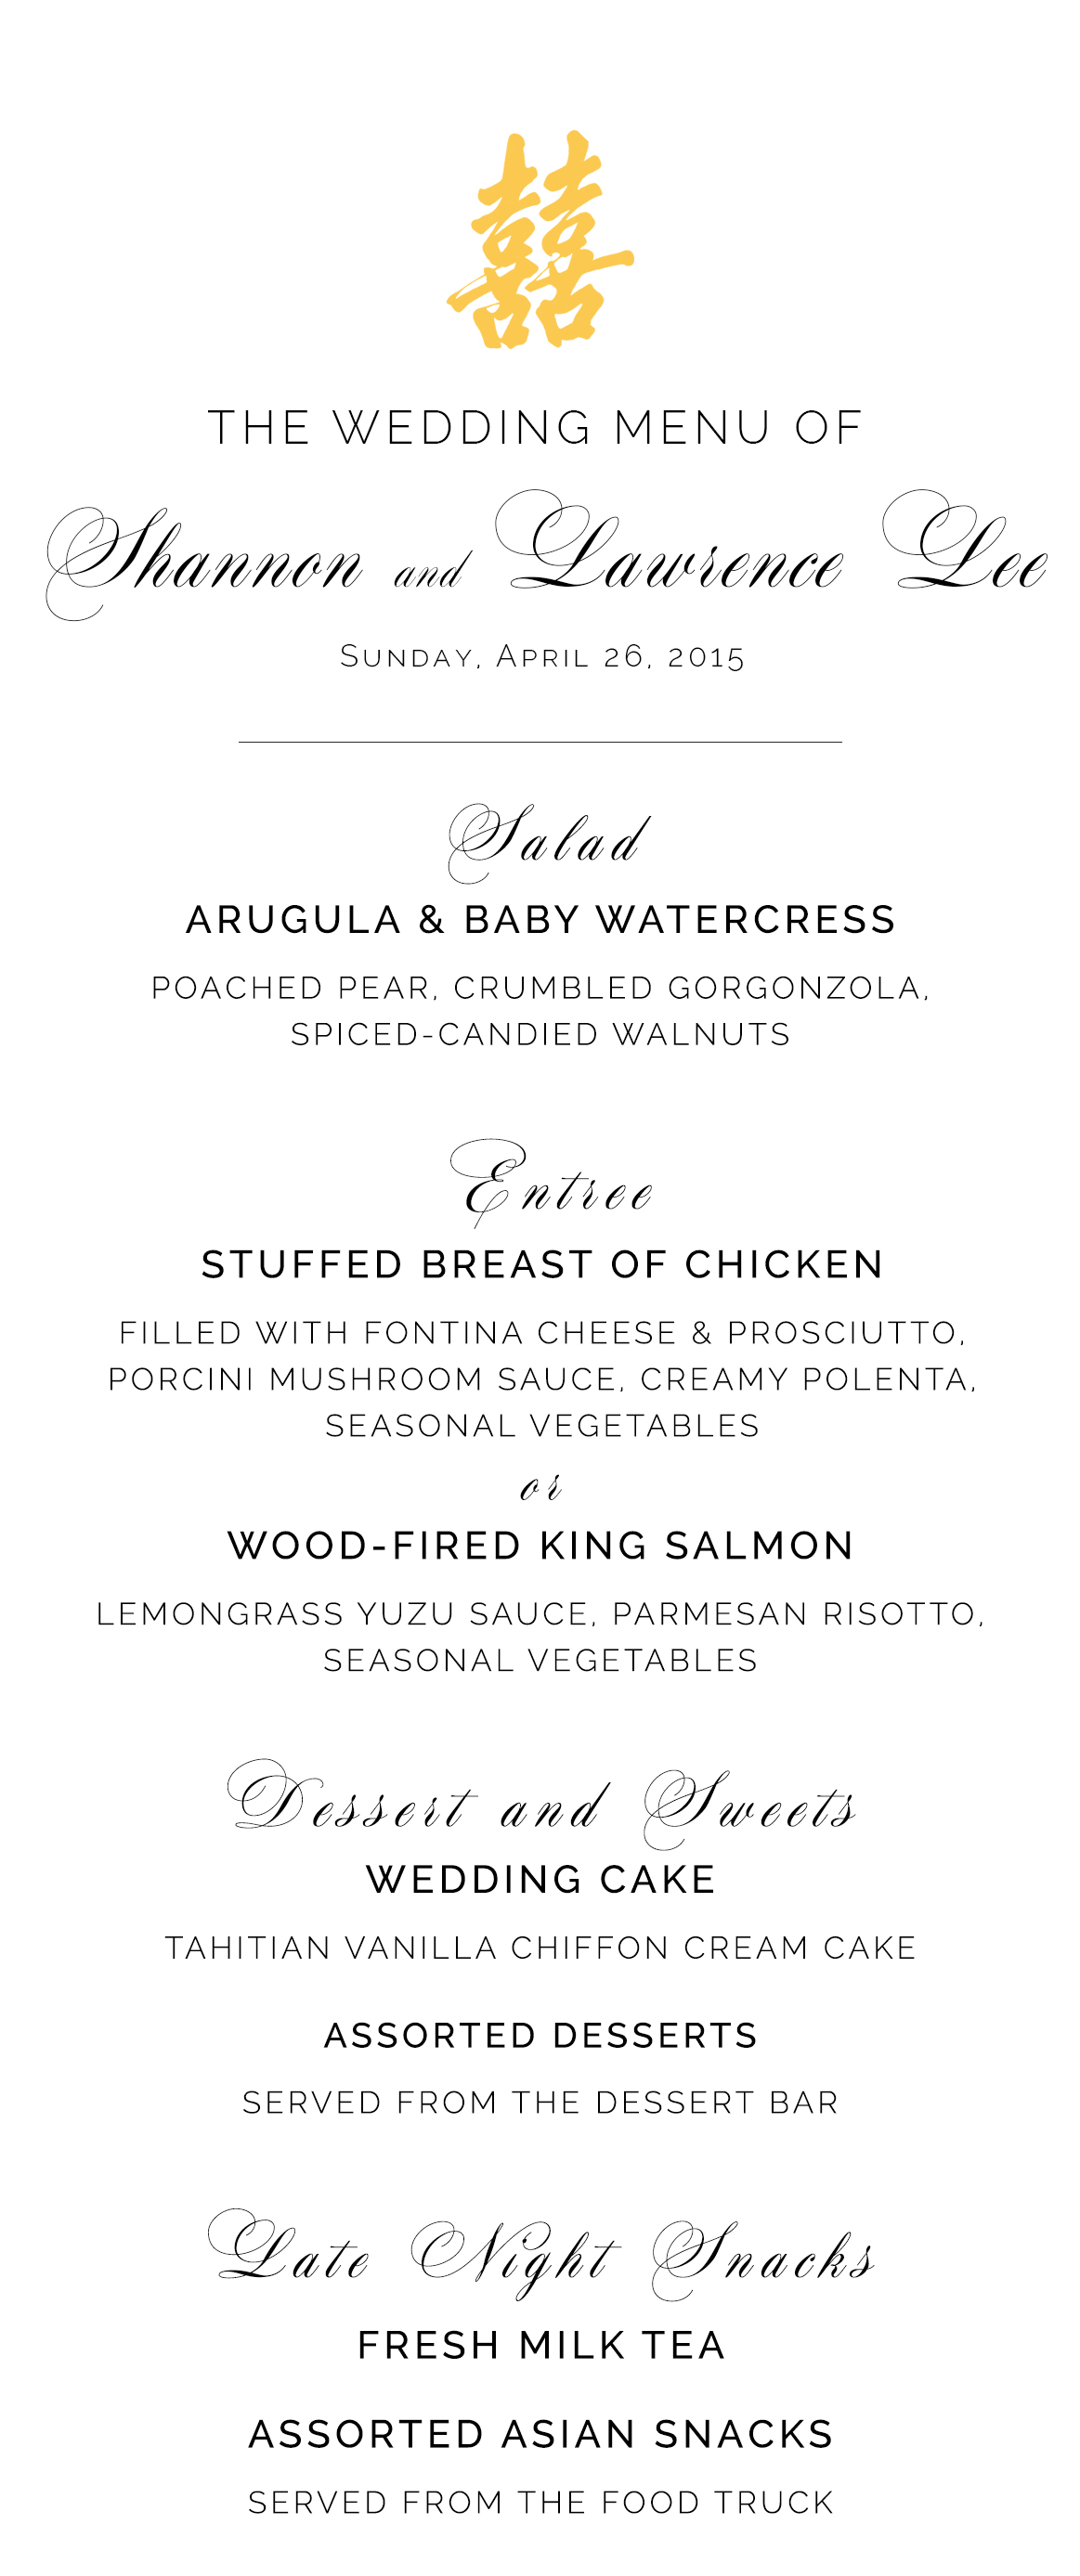 囍
THE WEDDING MENU OF
Shannon and Lawrence Lee
Sunday, April 26, 2015
Salad
ARUGULA & BABY WATERCRESS
POACHED PEAR, CRUMBLED GORGONZOLA,
SPICED-CANDIED WALNUTS
Entree
STUFFED BREAST OF CHICKEN
FILLED WITH FONTINA CHEESE & PROSCIUTTO,
PORCINI MUSHROOM SAUCE, CREAMY POLENTA,
SEASONAL VEGETABLES
or
WOOD-FIRED KING SALMON
LEMONGRASS YUZU SAUCE, PARMESAN RISOTTO,
SEASONAL VEGETABLES
Dessert and Sweets
WEDDING CAKE
TAHITIAN VANILLA CHIFFON CREAM CAKE
ASSORTED DESSERTS
SERVED FROM THE DESSERT BAR
Late Night Snacks
FRESH MILK TEA
ASSORTED ASIAN SNACKS
SERVED FROM THE FOOD TRUCK